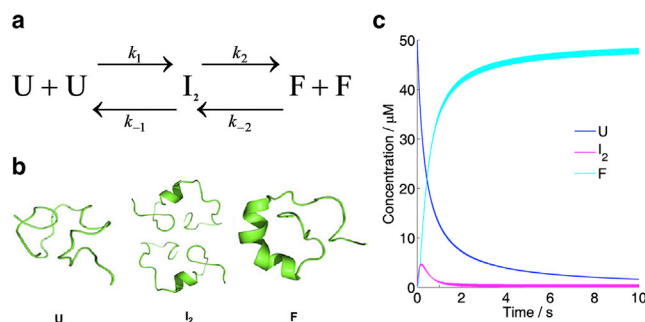 a
k₁ k₂
U + U I₂ F + F
k₋₁ k₋₂
b
U I₂ F
c
Concentration / µM
50
40
30
20
10
0
2 4 6 8 10
Time / s
U
I₂
F